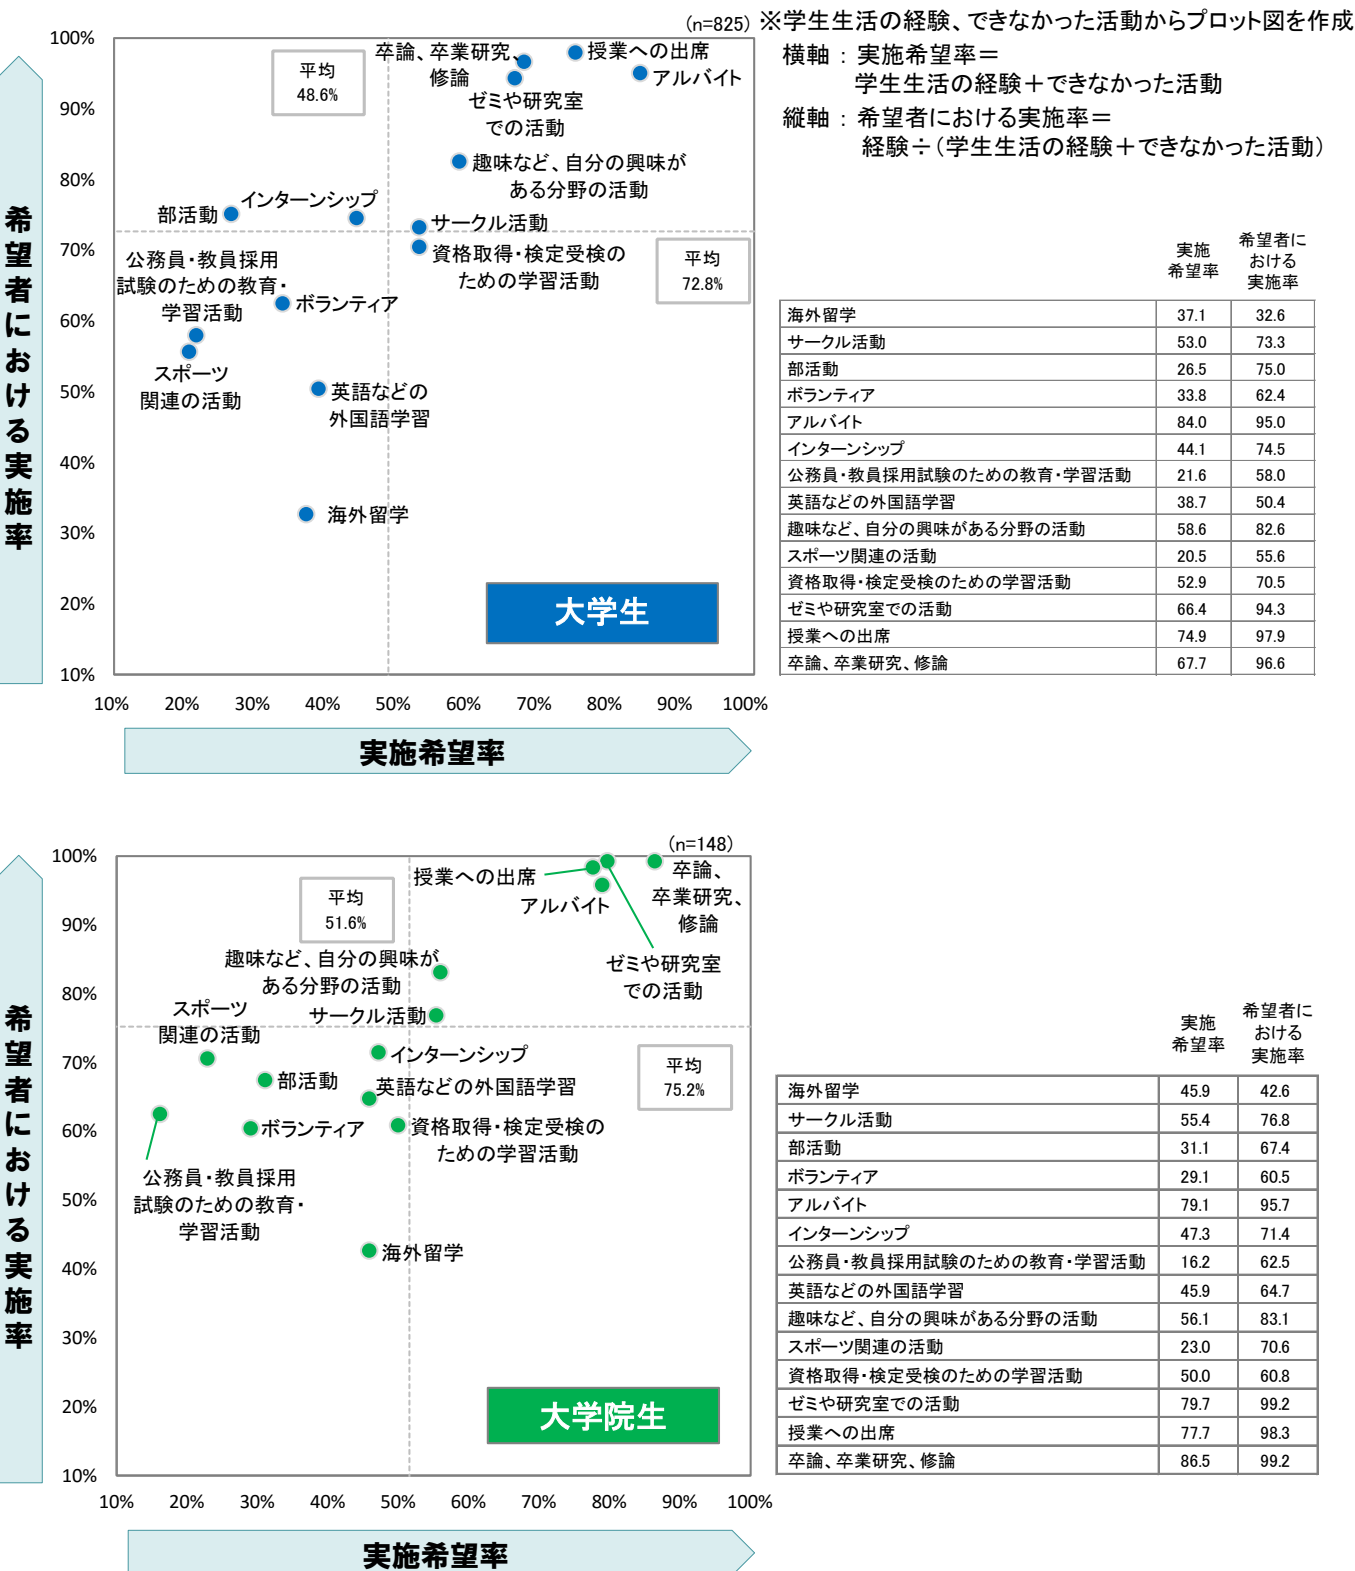 (n=825)
※学生生活の経験、できなかった活動からプロット図を作成
横軸：実施希望率＝
学生生活の経験＋できなかった活動
縦軸：希望者における実施率＝
経験÷(学生生活の経験＋できなかった活動)
希望者における実施率
100%
90%
80%
70%
60%
50%
40%
30%
20%
10%
平均
48.6%
卒論、卒業研究、
修論
授業への出席
アルバイト
ゼミや研究室
での活動
趣味など、自分の興味が
ある分野の活動
部活動
インターンシップ
サークル活動
資格取得・検定受検の
ための学習活動
平均
72.8%
公務員・教員採用
試験のための教育・
学習活動
ボランティア
スポーツ
関連の活動
英語などの
外国語学習
海外留学
大学生
10% 20% 30% 40% 50% 60% 70% 80% 90% 100%
実施希望率
実施
希望率
希望者に
おける
実施率
海外留学 37.1 32.6
サークル活動 53.0 73.3
部活動 26.5 75.0
ボランティア 33.8 62.4
アルバイト 84.0 95.0
インターンシップ 44.1 74.5
公務員・教員採用試験のための教育・学習活動 21.6 58.0
英語などの外国語学習 38.7 50.4
趣味など、自分の興味がある分野の活動 58.6 82.6
スポーツ関連の活動 20.5 55.6
資格取得・検定受検のための学習活動 52.9 70.5
ゼミや研究室での活動 66.4 94.3
授業への出席 74.9 97.9
卒論、卒業研究、修論 67.7 96.6
(n=148)
希望者における実施率
100%
90%
80%
70%
60%
50%
40%
30%
20%
10%
平均
51.6%
授業への出席
アルバイト
卒論、
卒業研究、
修論
ゼミや研究室
での活動
趣味など、自分の興味が
ある分野の活動
サークル活動
スポーツ
関連の活動
インターンシップ
平均
75.2%
部活動
英語などの外国語学習
ボランティア
資格取得・検定受検の
ための学習活動
公務員・教員採用
試験のための教育・
学習活動
海外留学
大学院生
10% 20% 30% 40% 50% 60% 70% 80% 90% 100%
実施希望率
実施
希望率
希望者に
おける
実施率
海外留学 45.9 42.6
サークル活動 55.4 76.8
部活動 31.1 67.4
ボランティア 29.1 60.5
アルバイト 79.1 95.7
インターンシップ 47.3 71.4
公務員・教員採用試験のための教育・学習活動 16.2 62.5
英語などの外国語学習 45.9 64.7
趣味など、自分の興味がある分野の活動 56.1 83.1
スポーツ関連の活動 23.0 70.6
資格取得・検定受検のための学習活動 50.0 60.8
ゼミや研究室での活動 79.7 99.2
授業への出席 77.7 98.3
卒論、卒業研究、修論 86.5 99.2